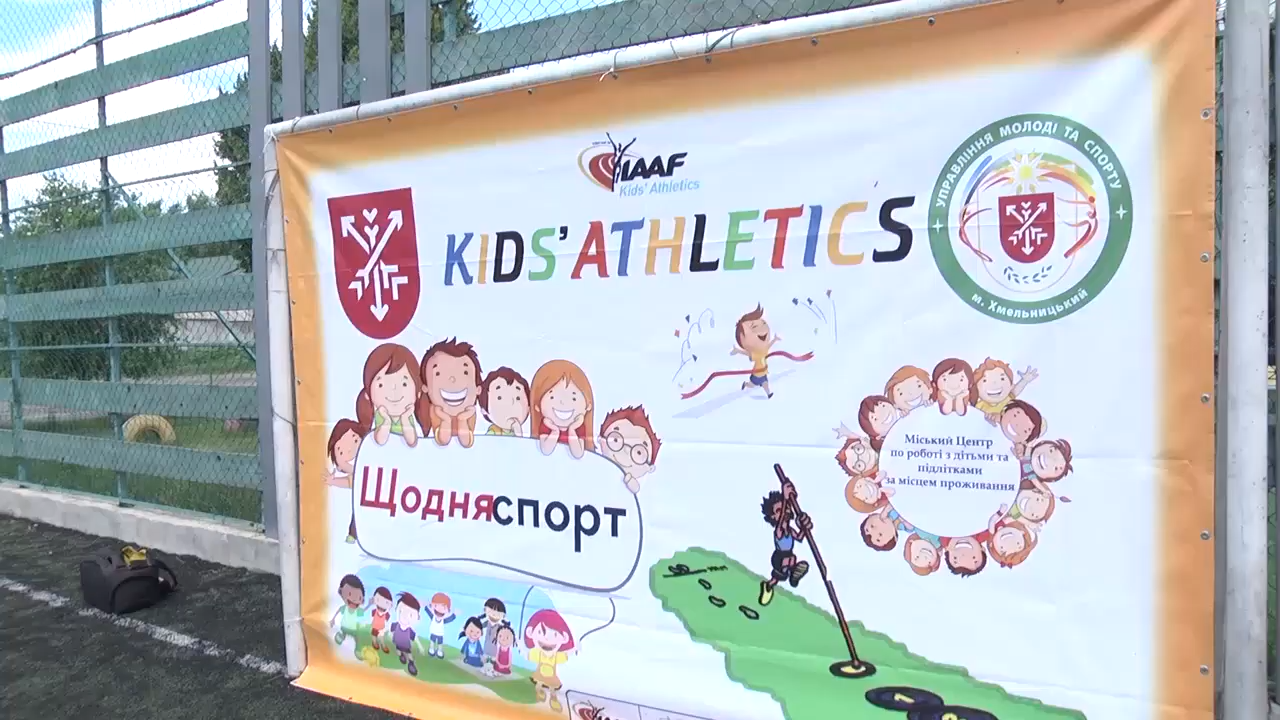 IAAF
Kids' Athletics
KIDS' ATHLETICS
УПРАВЛІННЯ МОЛОДІ ТА СПОРТУ
м. Хмельницький
Міський Центр
по роботі з дітьми та
підлітками
за місцем проживання
Щодняспорт
IAAF